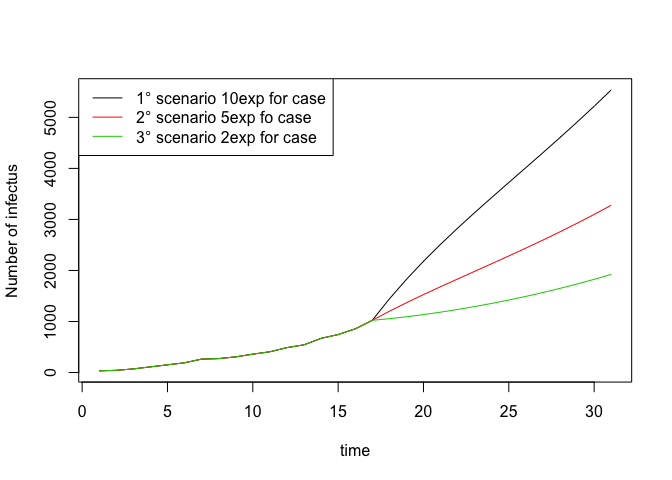 1° scenario 10exp for case
2° scenario 5exp fo case
3° scenario 2exp for case
Number of infectus
0
1000
2000
3000
4000
5000
0 5 10 15 20 25 30
time